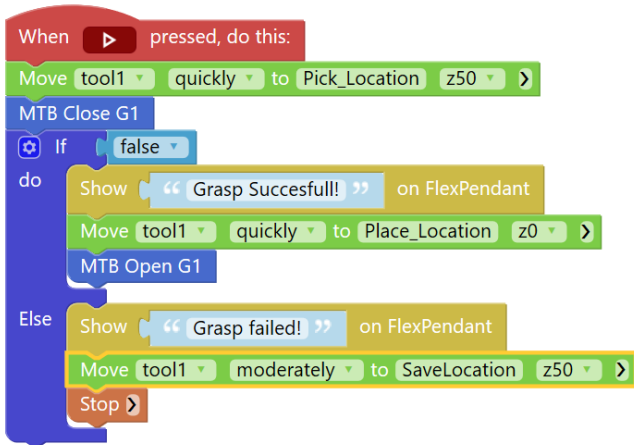 When pressed, do this:
Move tool1 quickly to Pick_Location z50
MTB Close G1
If false
do
Show “ Grasp Succesfull! ” on FlexPendant
Move tool1 quickly to Place_Location z0
MTB Open G1
Else
Show “ Grasp failed! ” on FlexPendant
Move tool1 moderately to SaveLocation z50
Stop